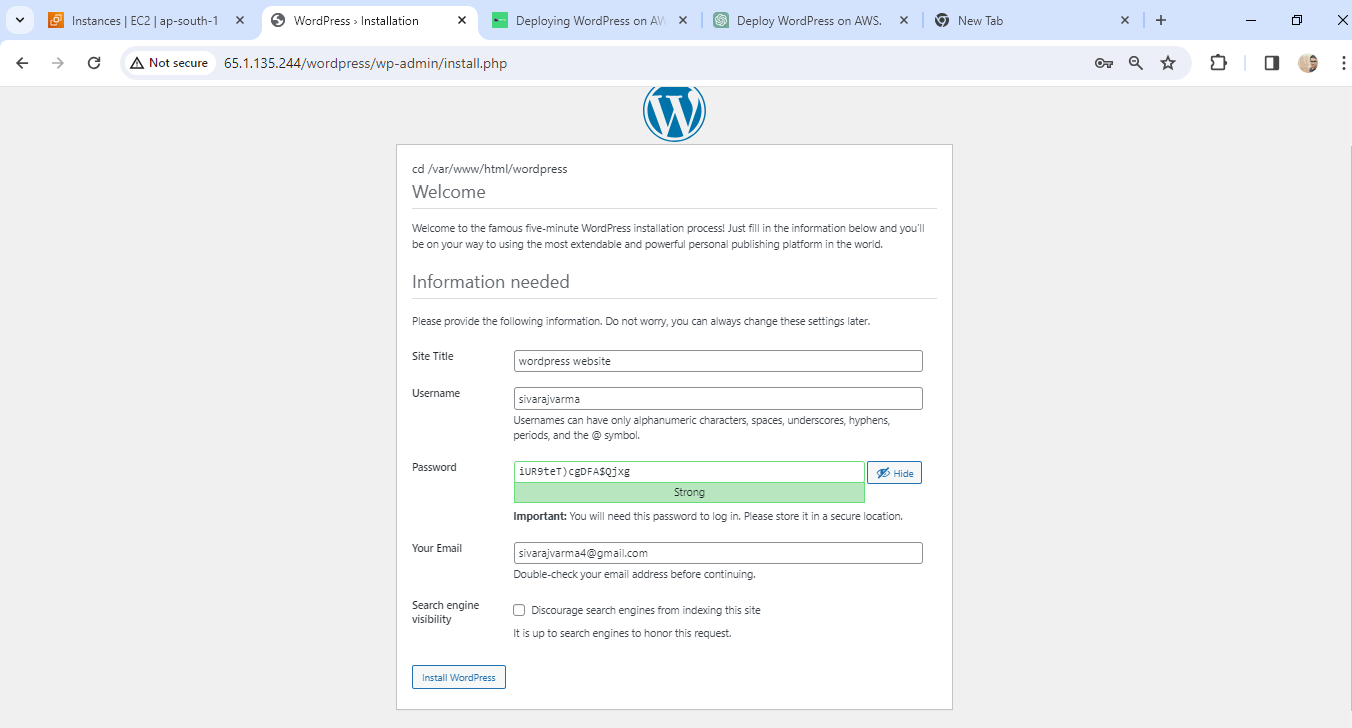 Instances | EC2 | ap-south-1
WordPress › Installation
Deploying WordPress on AW
Deploy WordPress on AWS.
New Tab
Not secure
65.1.135.244/wordpress/wp-admin/install.php
cd /var/www/html/wordpress
Welcome
Welcome to the famous five-minute WordPress installation process! Just fill in the information below and you'll
be on your way to using the most extendable and powerful personal publishing platform in the world.
Information needed
Please provide the following information. Do not worry, you can always change these settings later.
Site Title
wordpress website
Username
sivarajvarma
Usernames can have only alphanumeric characters, spaces, underscores, hyphens,
periods, and the @ symbol.
Password
iUR9teT)cgDFA$Qjxg
Hide
Strong
Important: You will need this password to log in. Please store it in a secure location.
Your Email
sivarajvarma4@gmail.com
Double-check your email address before continuing.
Search engine
visibility
Discourage search engines from indexing this site
It is up to search engines to honor this request.
Install WordPress